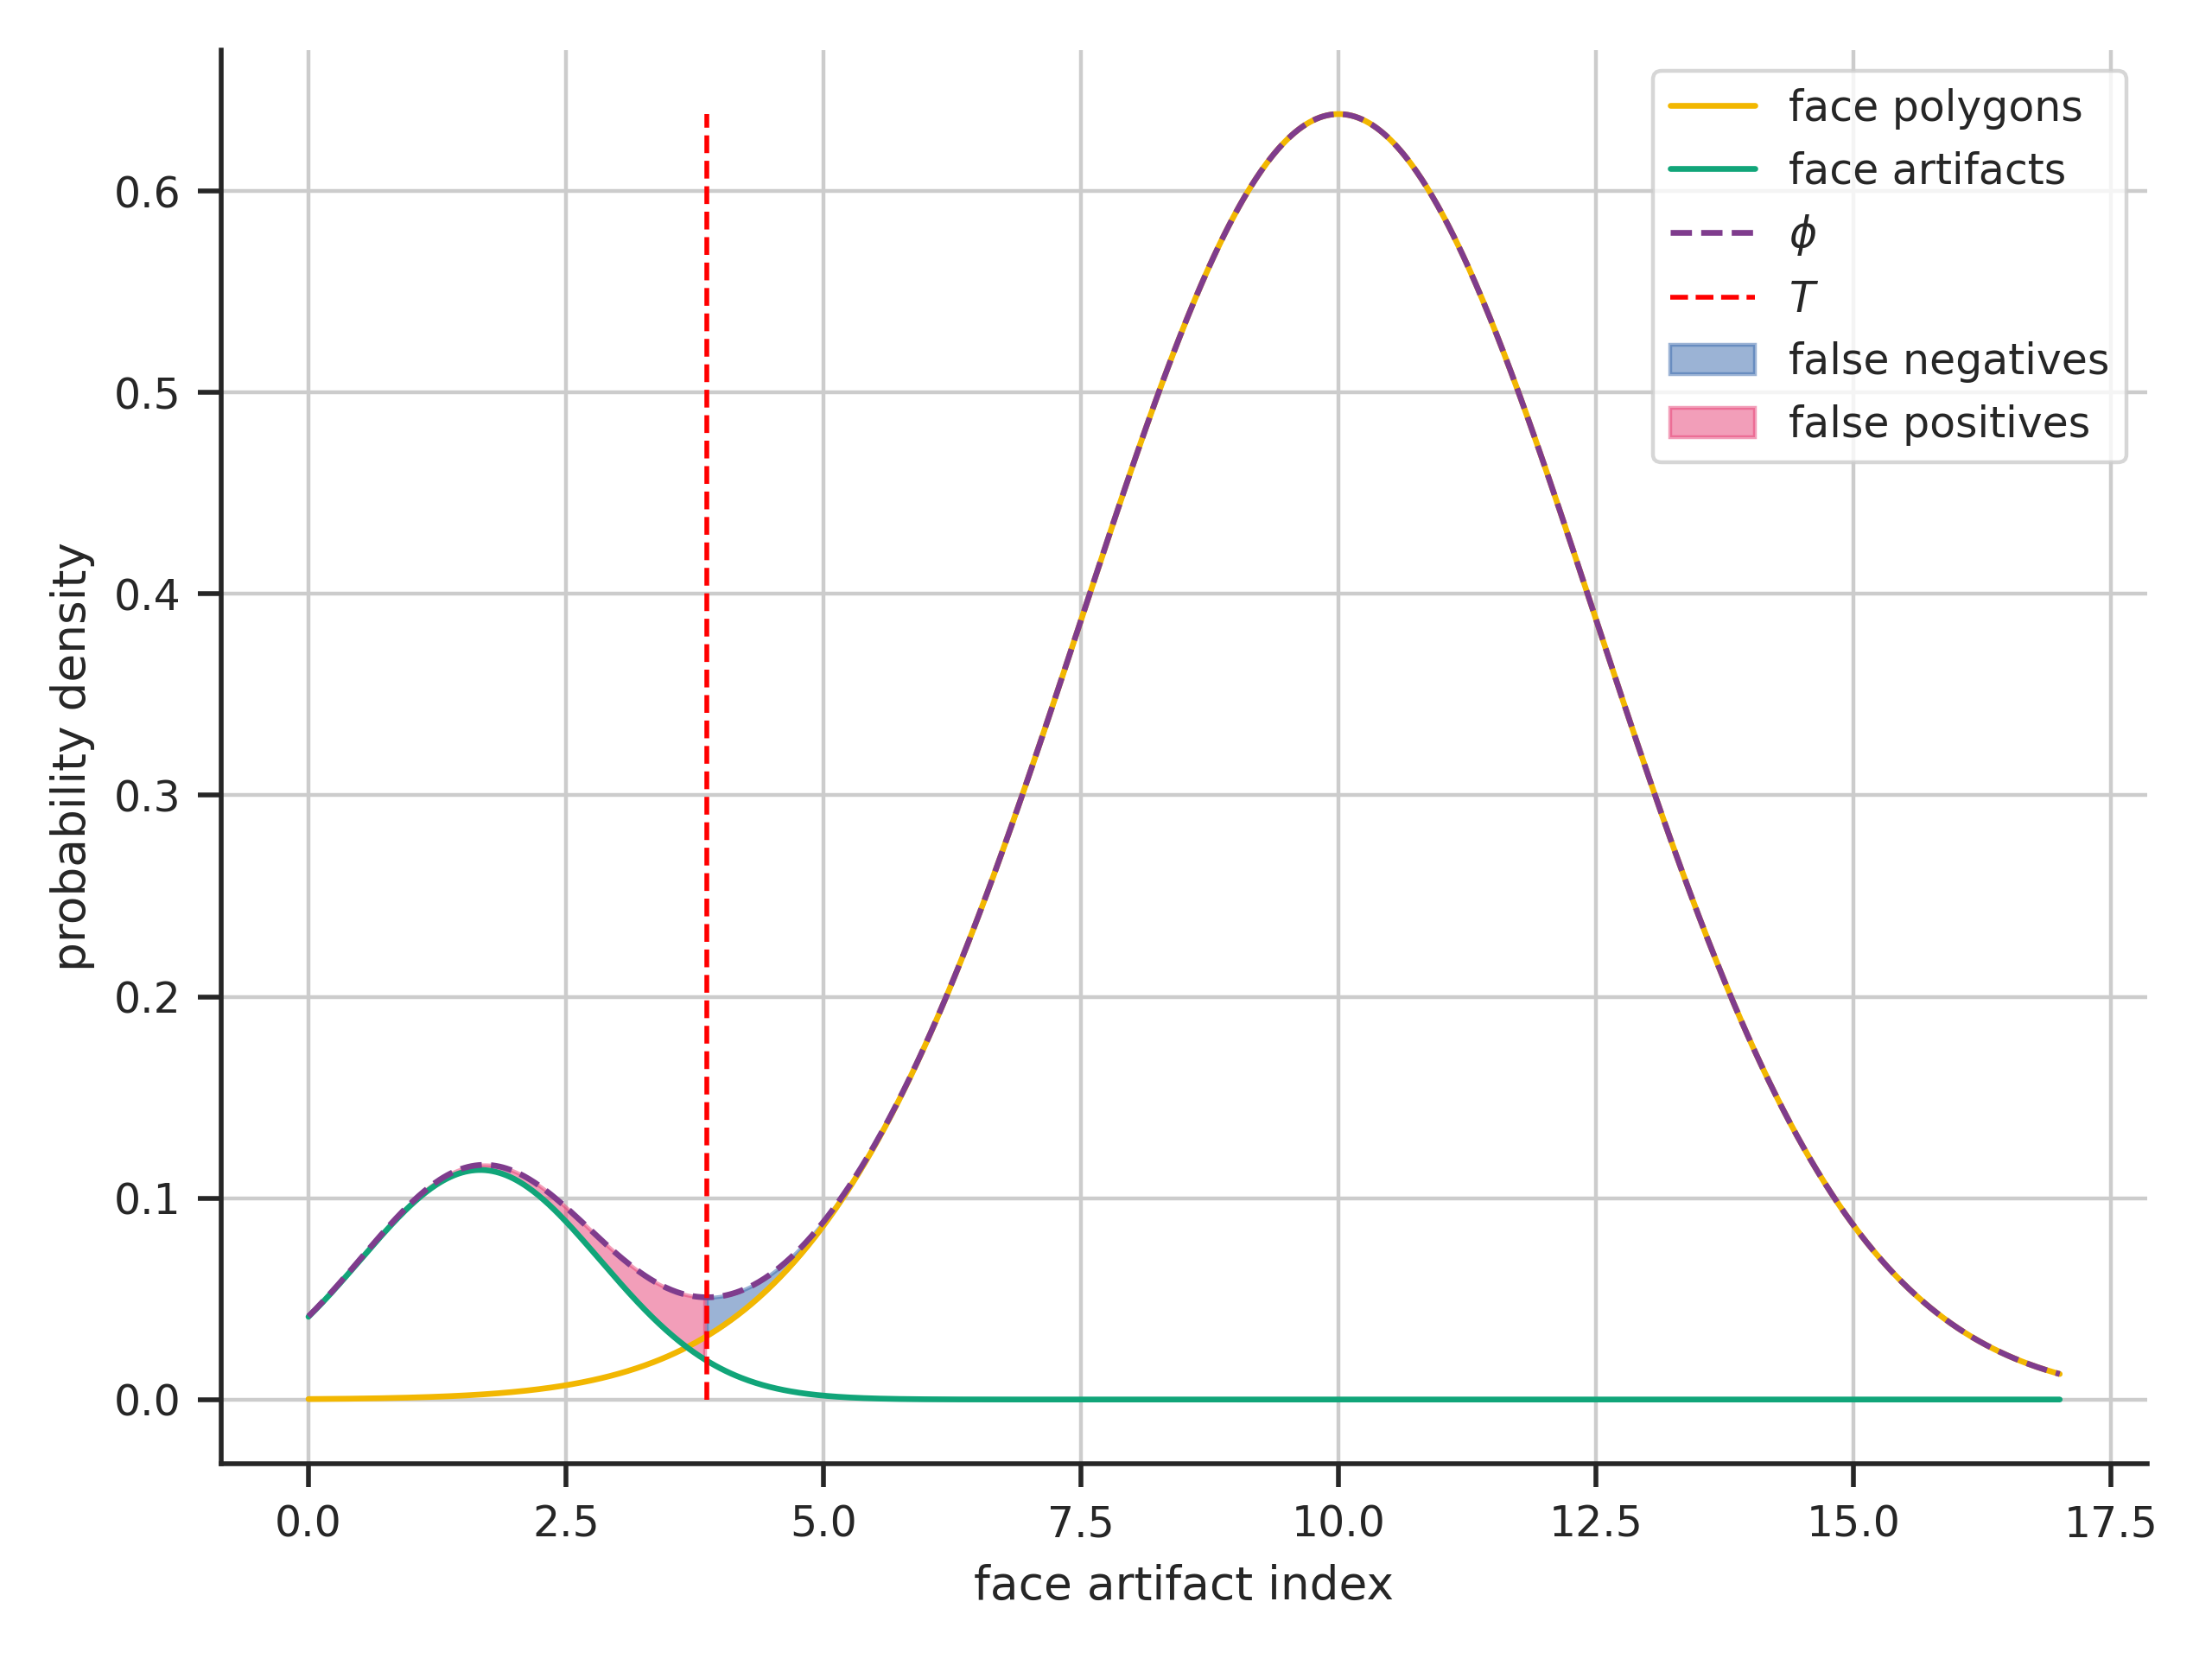 face polygons
face artifacts
ϕ
T
false negatives
false positives
probability density
0.6
0.5
0.4
0.3
0.2
0.1
0.0
0.0 2.5 5.0 7.5 10.0 12.5 15.0 17.5
face artifact index